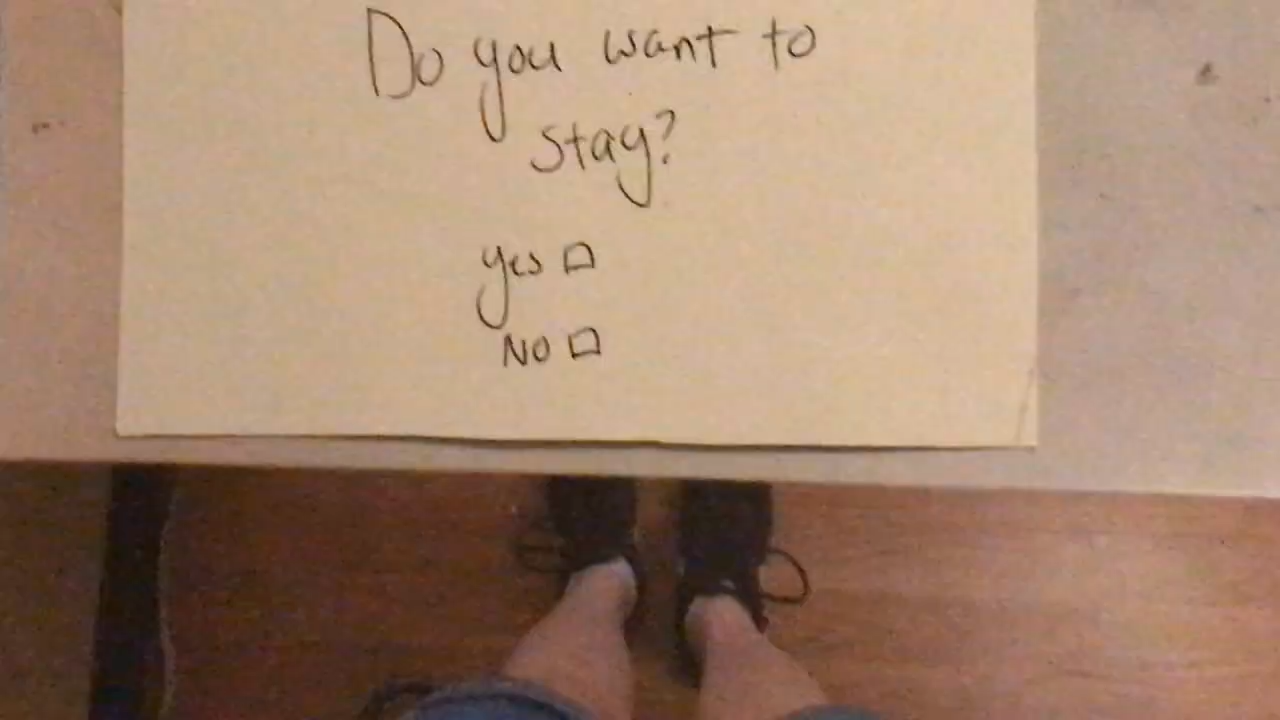 Do you want to
stay?
yes □
NO □